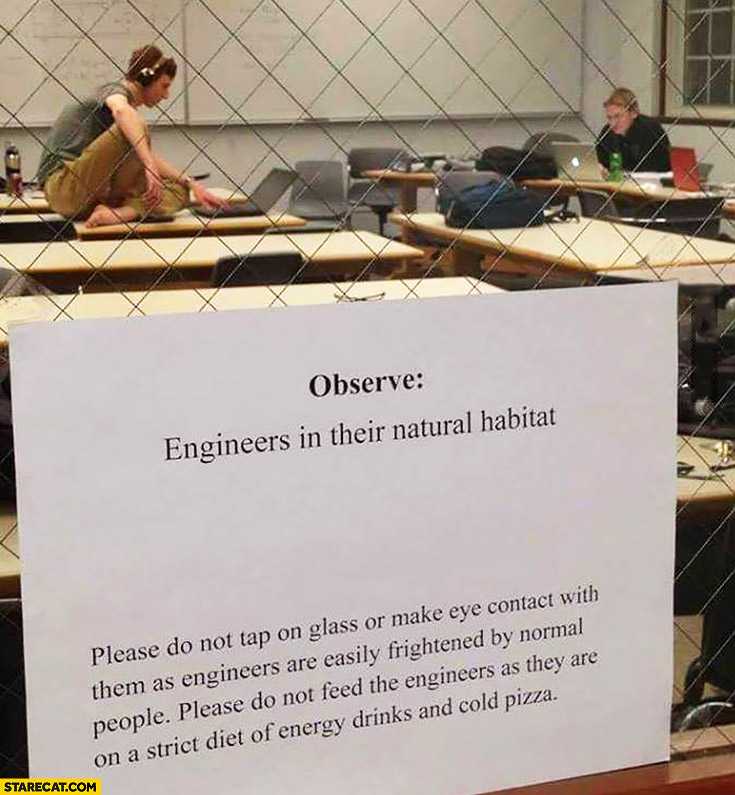 Observe:
Engineers in their natural habitat
Please do not tap on glass or make eye contact with
them as engineers are easily frightened by normal
people. Please do not feed the engineers as they are
on a strict diet of energy drinks and cold pizza.
STARECAT.COM